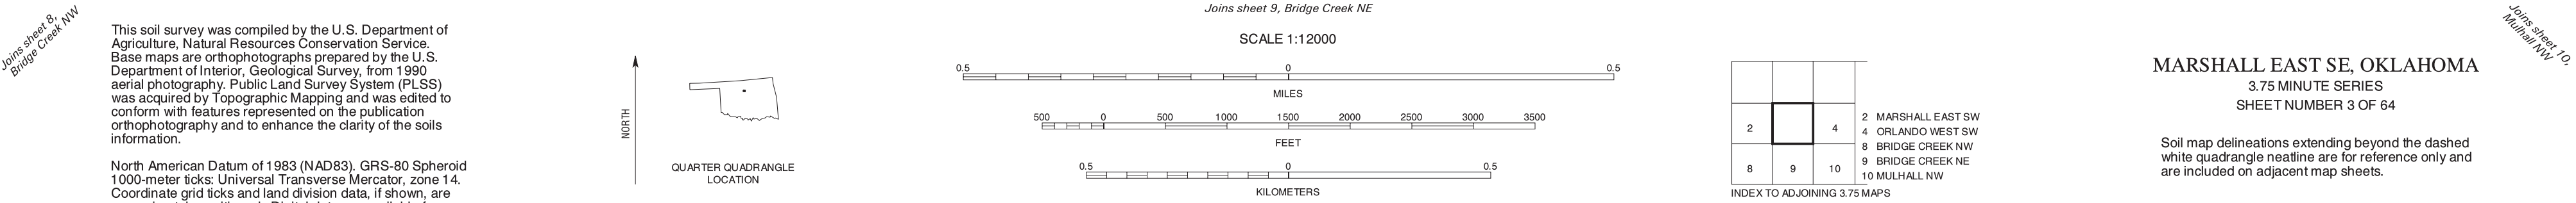 Joins sheet 8,
Bridge Creek NW
This soil survey was compiled by the U.S. Department of
Agriculture, Natural Resources Conservation Service.
Base maps are orthophotographs prepared by the U.S.
Department of Interior, Geological Survey, from 1990
aerial photography. Public Land Survey System (PLSS)
was acquired by Topographic Mapping and was edited to
conform with features represented on the publication
orthophotography and to enhance the clarity of the soils
information.
North American Datum of 1983 (NAD83). GRS-80 Spheroid
1000-meter ticks: Universal Transverse Mercator, zone 14.
Coordinate grid ticks and land division data, if shown, are
NORTH
QUARTER QUADRANGLE
LOCATION
Joins sheet 9, Bridge Creek NE
SCALE 1:12000
0.5 0 0.5
MILES
500 0 500 1000 1500 2000 2500 3000 3500
FEET
0.5 0 0.5
KILOMETERS
2 4
8 9 10
2 MARSHALL EAST SW
4 ORLANDO WEST SW
8 BRIDGE CREEK NW
9 BRIDGE CREEK NE
10 MULHALL NW
INDEX TO ADJOINING 3.75 MAPS
MARSHALL EAST SE, OKLAHOMA
3.75 MINUTE SERIES
SHEET NUMBER 3 OF 64
Soil map delineations extending beyond the dashed
white quadrangle neatline are for reference only and
are included on adjacent map sheets.
Joins sheet 10,
Mulhall NW